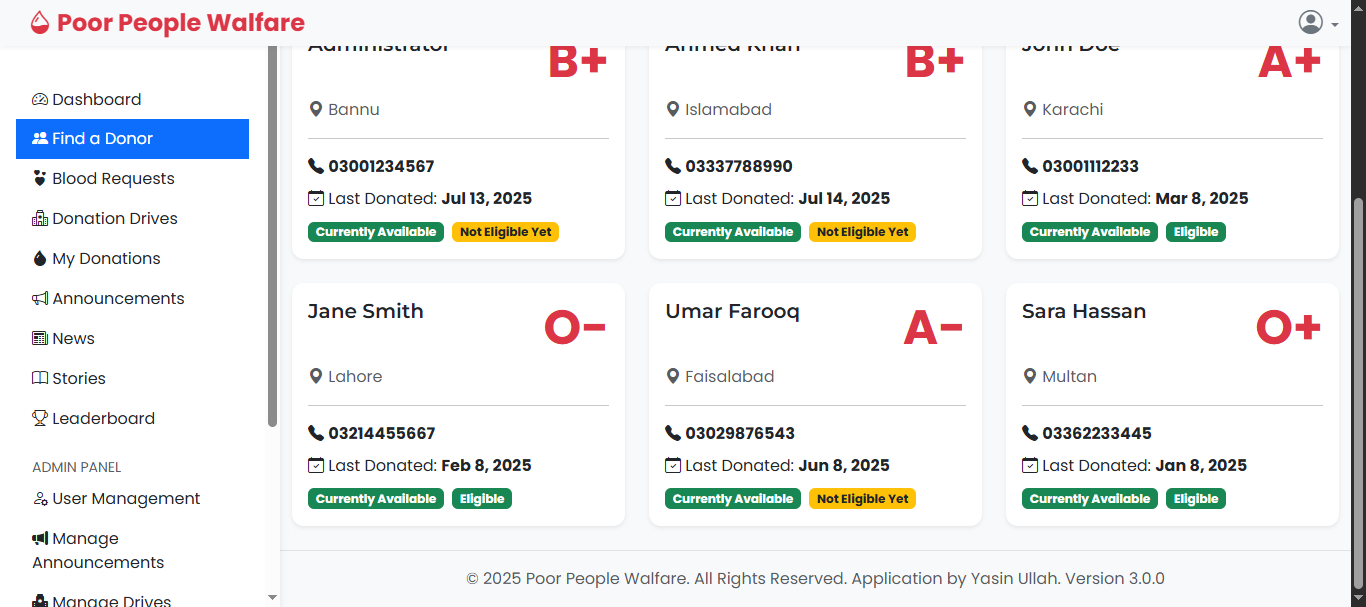 Poor People Walfare
Dashboard
Find a Donor
Blood Requests
Donation Drives
My Donations
Announcements
News
Stories
Leaderboard
ADMIN PANEL
User Management
Manage
Announcements
Manage Drives
Administrator
B+
Bannu
03001234567
Last Donated: Jul 13, 2025
Currently Available Not Eligible Yet
Ahmed Khan
B+
Islamabad
03337788990
Last Donated: Jul 14, 2025
Currently Available Not Eligible Yet
John Doe
A+
Karachi
03001112233
Last Donated: Mar 8, 2025
Currently Available Eligible
Jane Smith
O-
Lahore
03214455667
Last Donated: Feb 8, 2025
Currently Available Eligible
Umar Farooq
A-
Faisalabad
03029876543
Last Donated: Jun 8, 2025
Currently Available Not Eligible Yet
Sara Hassan
O+
Multan
03362233445
Last Donated: Jan 8, 2025
Currently Available Eligible
© 2025 Poor People Walfare. All Rights Reserved. Application by Yasin Ullah. Version 3.0.0